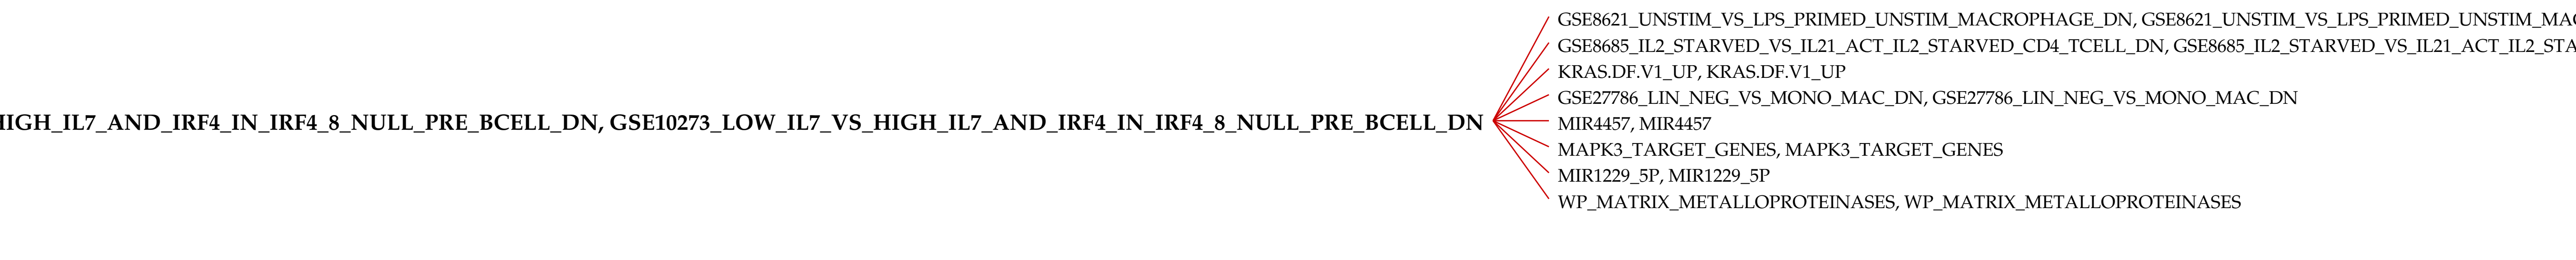 GSE8621_UNSTIM_VS_LPS_PRIMED_UNSTIM_MACROPHAGE_DN, GSE8621_UNSTIM_VS_LPS_PRIMED_UNSTIM_MAC
GSE8685_IL2_STARVED_VS_IL21_ACT_IL2_STARVED_CD4_TCELL_DN, GSE8685_IL2_STARVED_VS_IL21_ACT_IL2_STA
KRAS.DF.V1_UP, KRAS.DF.V1_UP
GSE27786_LIN_NEG_VS_MONO_MAC_DN, GSE27786_LIN_NEG_VS_MONO_MAC_DN
HIGH_IL7_AND_IRF4_IN_IRF4_8_NULL_PRE_BCELL_DN, GSE10273_LOW_IL7_VS_HIGH_IL7_AND_IRF4_IN_IRF4_8_NULL_PRE_BCELL_DN
MIR4457, MIR4457
MAPK3_TARGET_GENES, MAPK3_TARGET_GENES
MIR1229_5P, MIR1229_5P
WP_MATRIX_METALLOPROTEINASES, WP_MATRIX_METALLOPROTEINASES